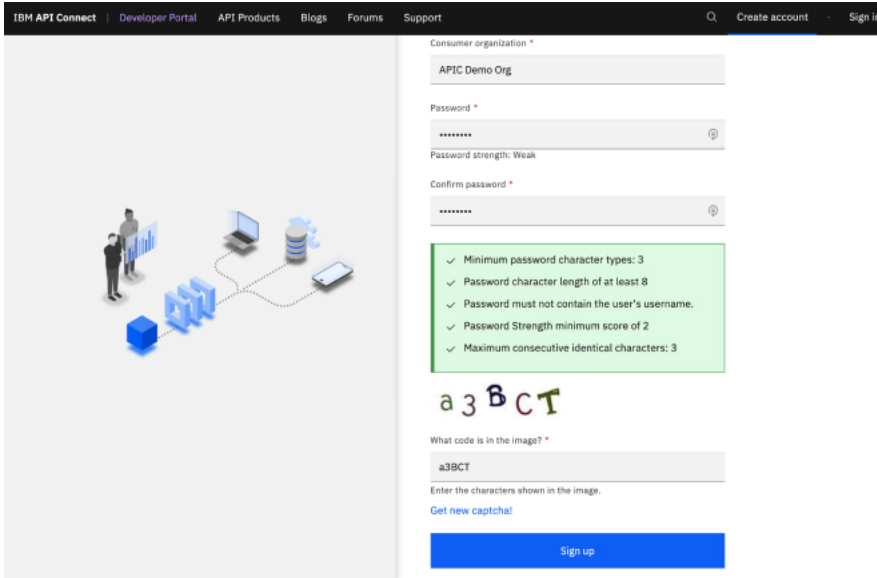 IBM API Connect | Developer Portal API Products Blogs Forums Support Create account · Sign in
Consumer organization *
APIC Demo Org
Password *
••••••••
Password strength: Weak
Confirm password *
••••••••
✓ Minimum password character types: 3
✓ Password character length of at least 8
✓ Password must not contain the user's username.
✓ Password Strength minimum score of 2
✓ Maximum consecutive identical characters: 3
a3BCT
What code is in the image? *
a3BCT
Enter the characters shown in the image.
Get new captcha!
Sign up